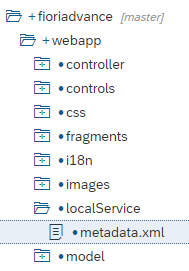 + fioriadvance [master]
+ webapp
• controller
• controls
• css
• fragments
• i18n
• images
• localService
• metadata.xml
• model